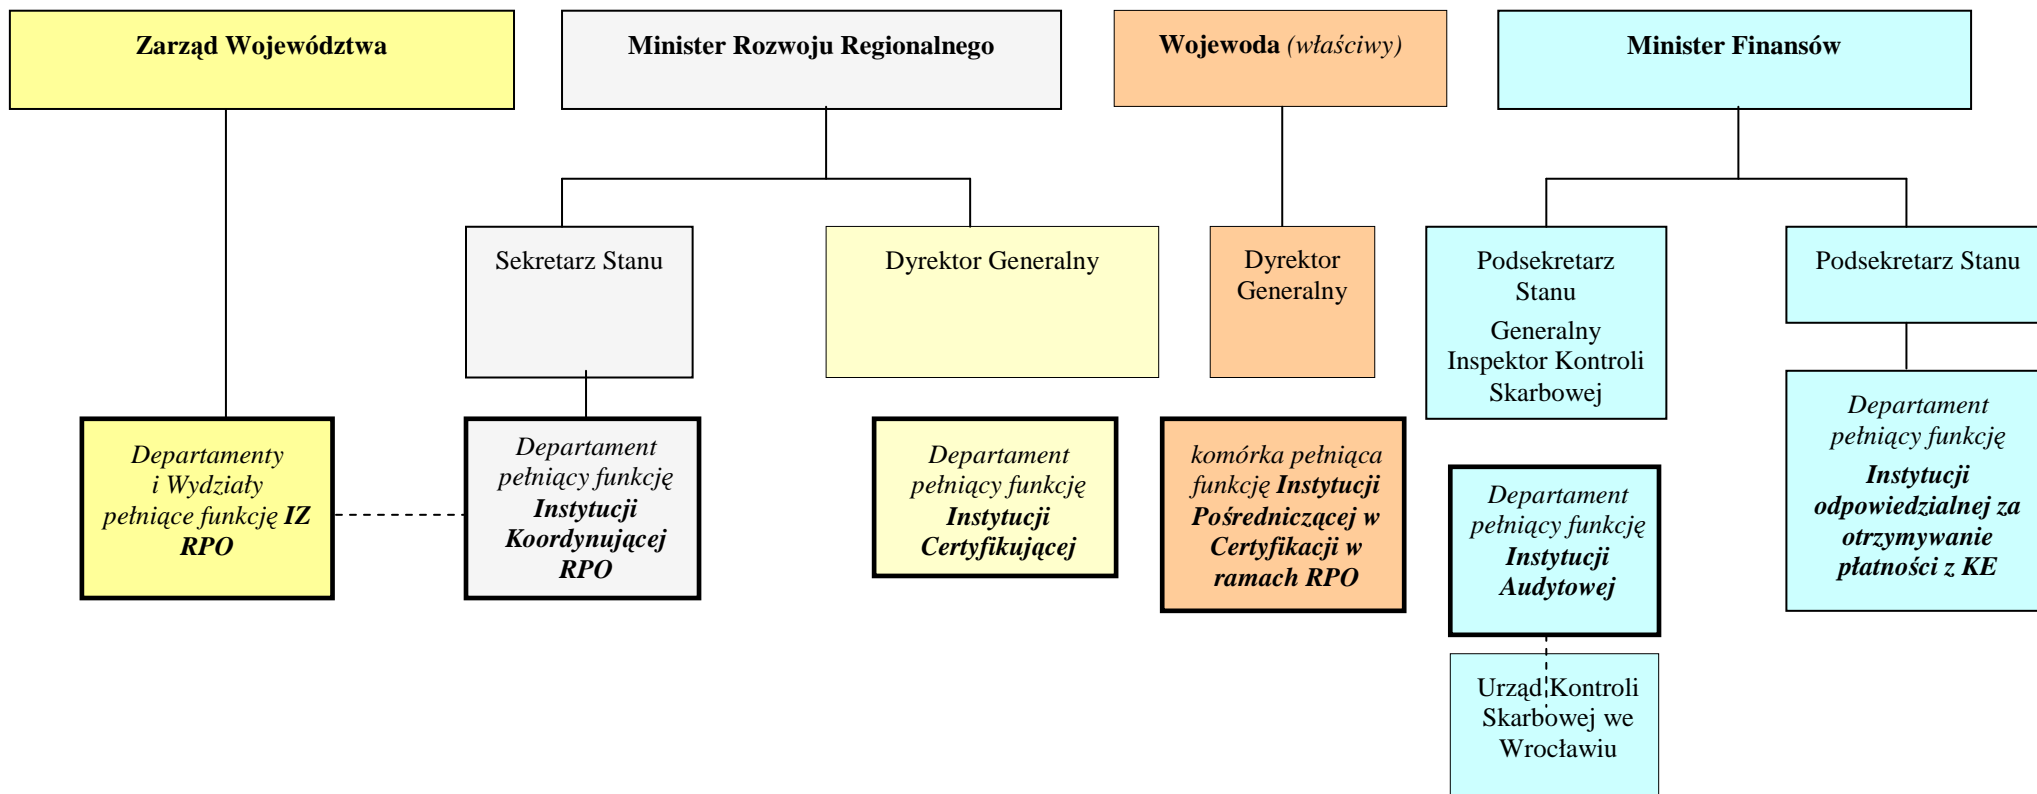 Zarząd Województwa
Minister Rozwoju Regionalnego
Wojewoda (właściwy)
Minister Finansów
Sekretarz Stanu
Dyrektor Generalny
Dyrektor
Generalny
Podsekretarz
Stanu
Generalny
Inspektor Kontroli
Skarbowej
Podsekretarz Stanu
Departamenty
i Wydziały
pełniące funkcję IZ
RPO
Departament
pełniący funkcję
Instytucji
Koordynującej
RPO
Departament
pełniący funkcję
Instytucji
Certyfikującej
komórka pełniąca
funkcję Instytucji
Pośredniczącej w
Certyfikacji w
ramach RPO
Departament
pełniący funkcję
Instytucji
Audytowej
Departament
pełniący funkcję
Instytucji
odpowiedzialnej za
otrzymywanie
płatności z KE
Urząd Kontroli
Skarbowej we
Wrocławiu